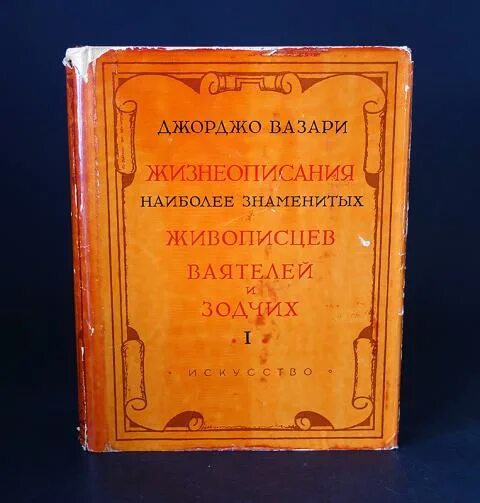 ДЖОРДЖО ВАЗАРИ
ЖИЗНЕОПИСАНИЯ
НАИБОЛЕЕ ЗНАМЕНИТЫХ
ЖИВОПИСЦЕВ
ВАЯТЕЛЕЙ
И
ЗОДЧИХ
I
• ИСКУССТВО •